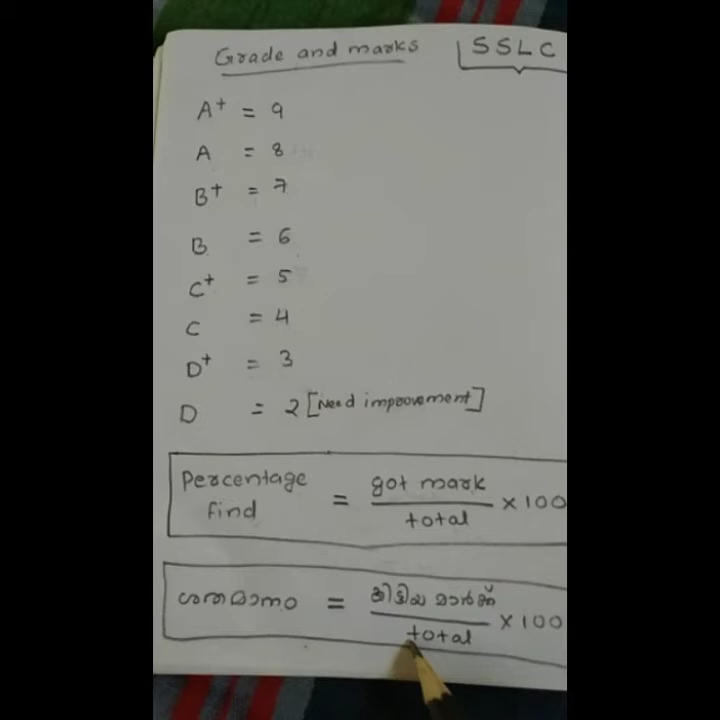 Grade and marks SSLC
A+ = 9
A = 8
B+ = 7
B = 6
C+ = 5
C = 4
D+ = 3
D = 2 [Need improvement]
Percentage find = got mark / total × 100
ശതമാനം = കിട്ടിയ മാർക്ക് / total × 100